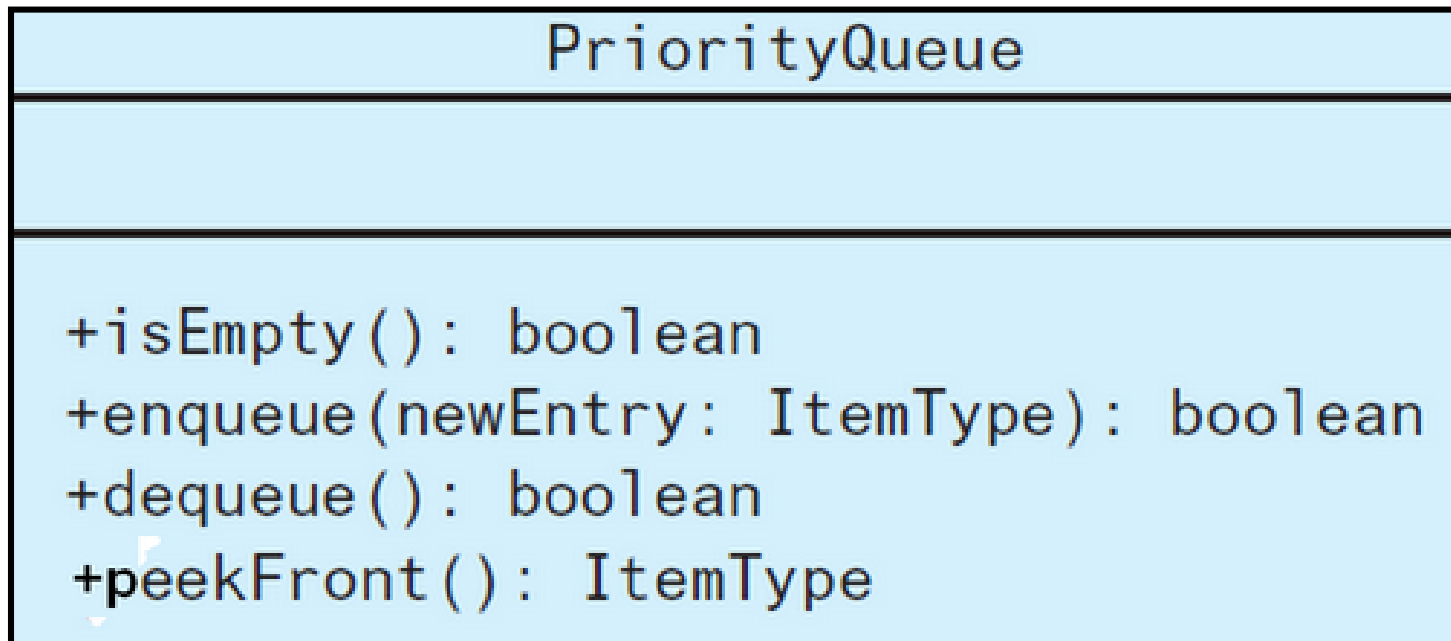 PriorityQueue
+isEmpty(): boolean
+enqueue(newEntry: ItemType): boolean
+dequeue(): boolean
+peekFront(): ItemType